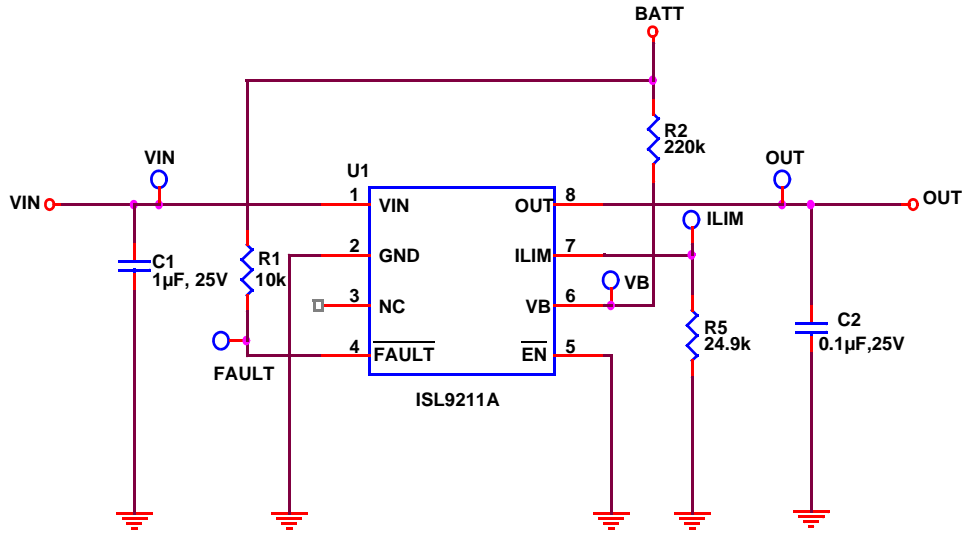 BATT
R2
220k
U1
VIN
OUT
VIN
1
VIN
OUT
8
OUT
ILIM
2
GND
ILIM
7
C1
1µF, 25V
R1
10k
3
NC
VB
6
VB
R5
24.9k
C2
0.1µF,25V
4
FAULT
EN
5
FAULT
ISL9211A